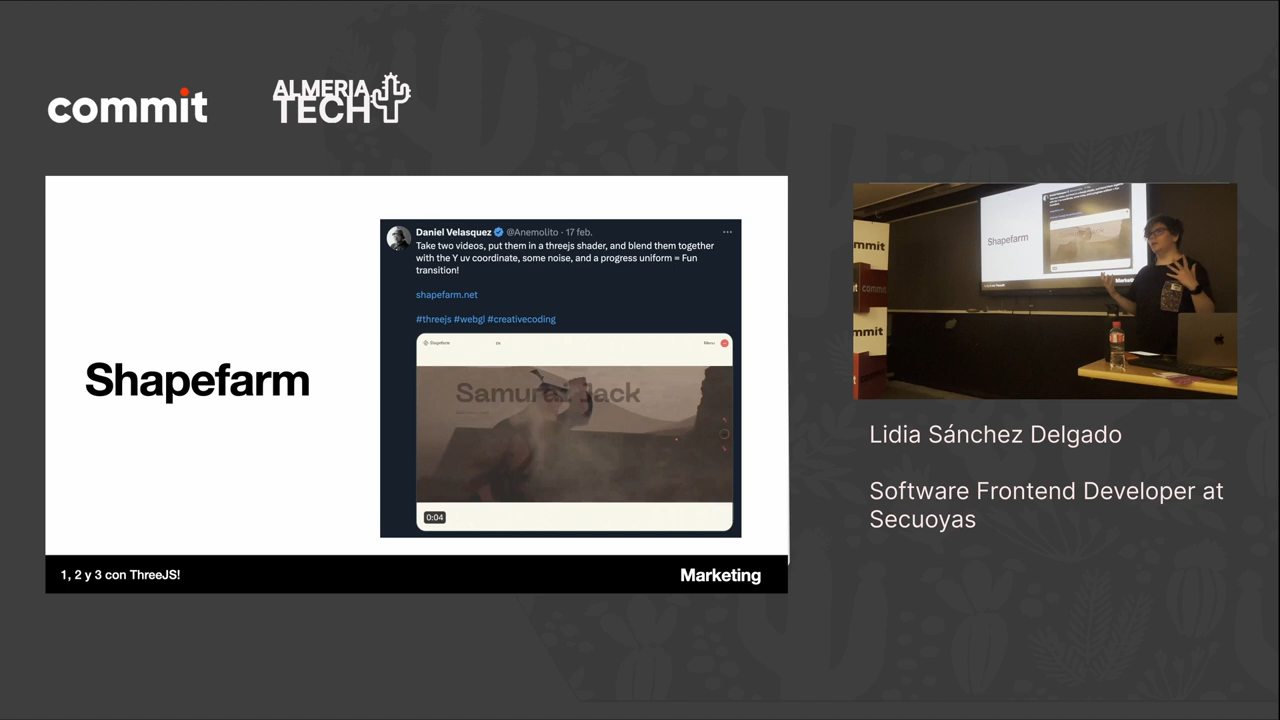 commit
ALMERIA
TECH
Shapefarm
Daniel Velasquez @Anemolito · 17 feb.
Take two videos, put them in a threejs shader, and blend them together
with the Y uv coordinate, some noise, and a progress uniform = Fun
transition!
shapefarm.net
#threejs #webgl #creativecoding
Shapefarm
Menu
Samurai Jack
0:04
1, 2 y 3 con ThreeJS!
Marketing
Shapefarm
mmit
commit
mmit
Lidia Sánchez Delgado
Software Frontend Developer at
Secuoyas